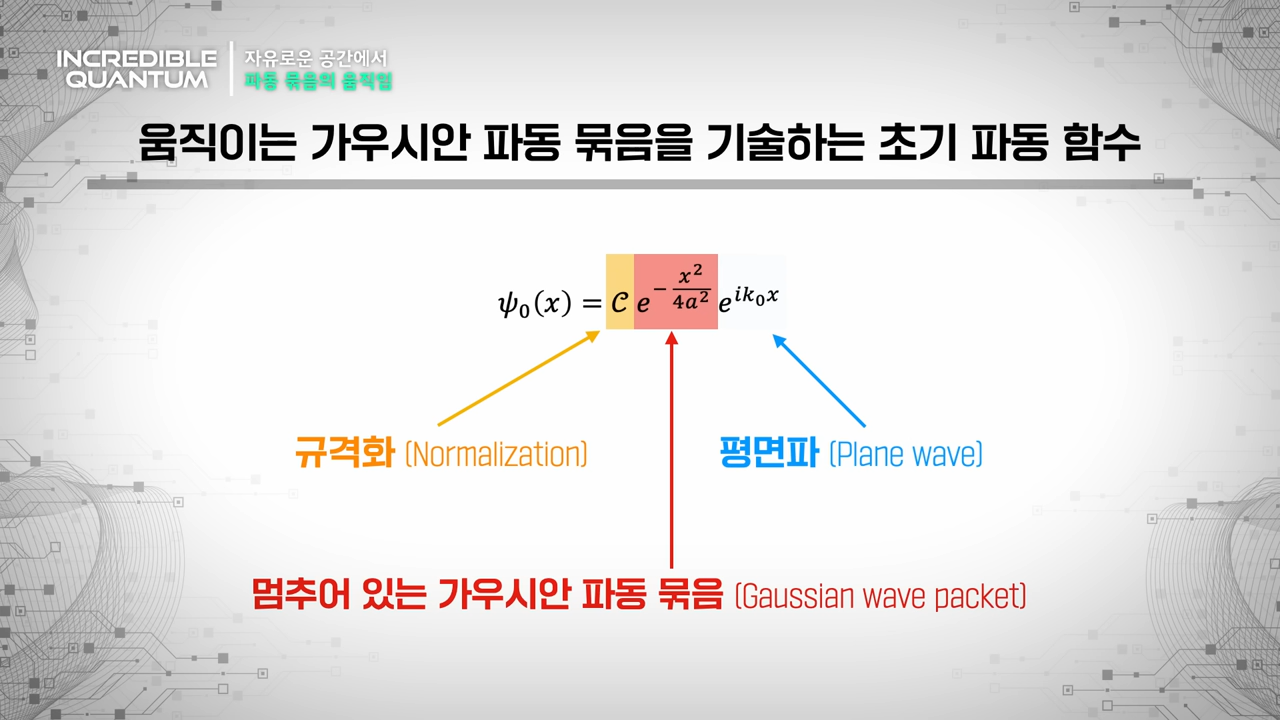 INCREDIBLE
QUANTUM
자유로운 공간에서
파동 묶음의 움직임
움직이는 가우시안 파동 묶음을 기술하는 초기 파동 함수
ψ₀(x) = 𝒞 e^{-x²/4a²} e^{ik₀x}
규격화 (Normalization)
평면파 (Plane wave)
멈추어 있는 가우시안 파동 묶음 (Gaussian wave packet)